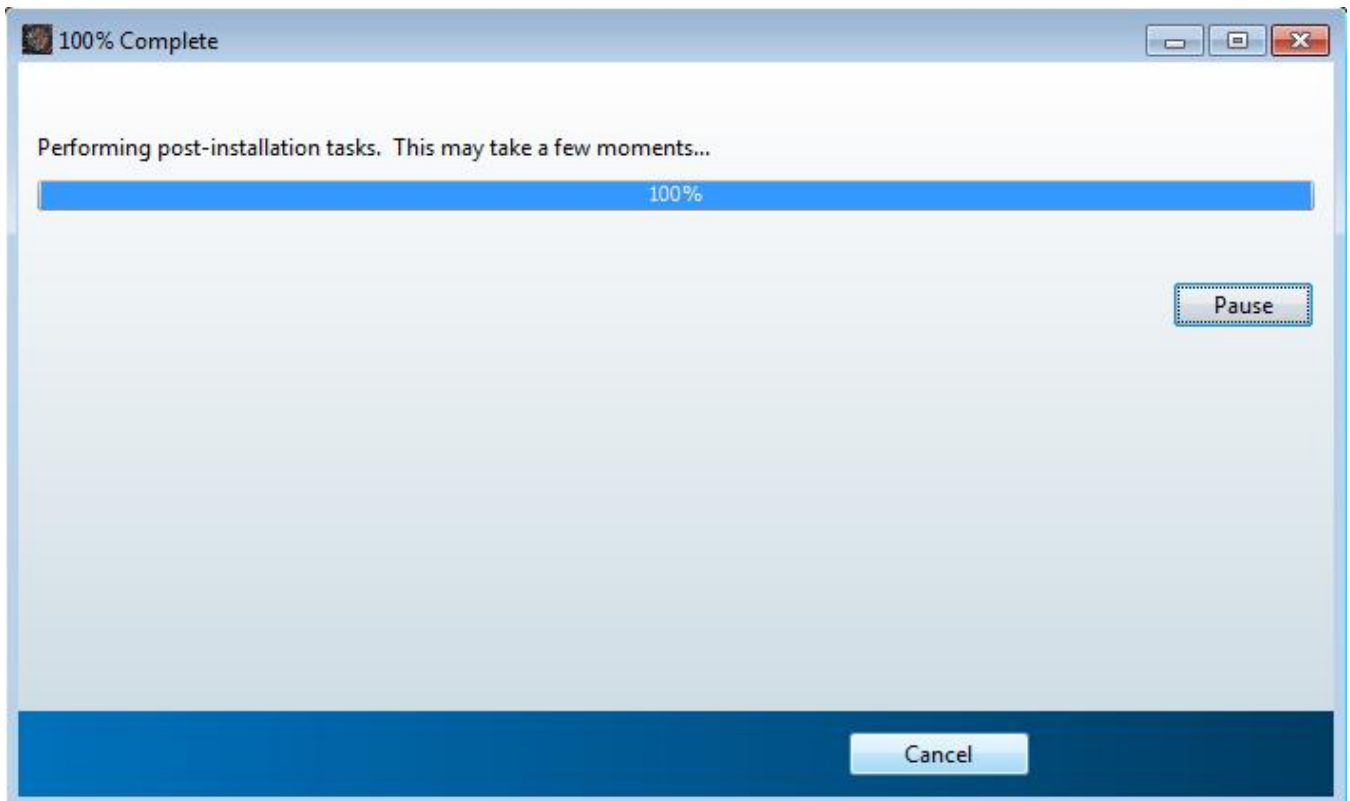 100% Complete
Performing post-installation tasks.  This may take a few moments...
100%
Pause
Cancel